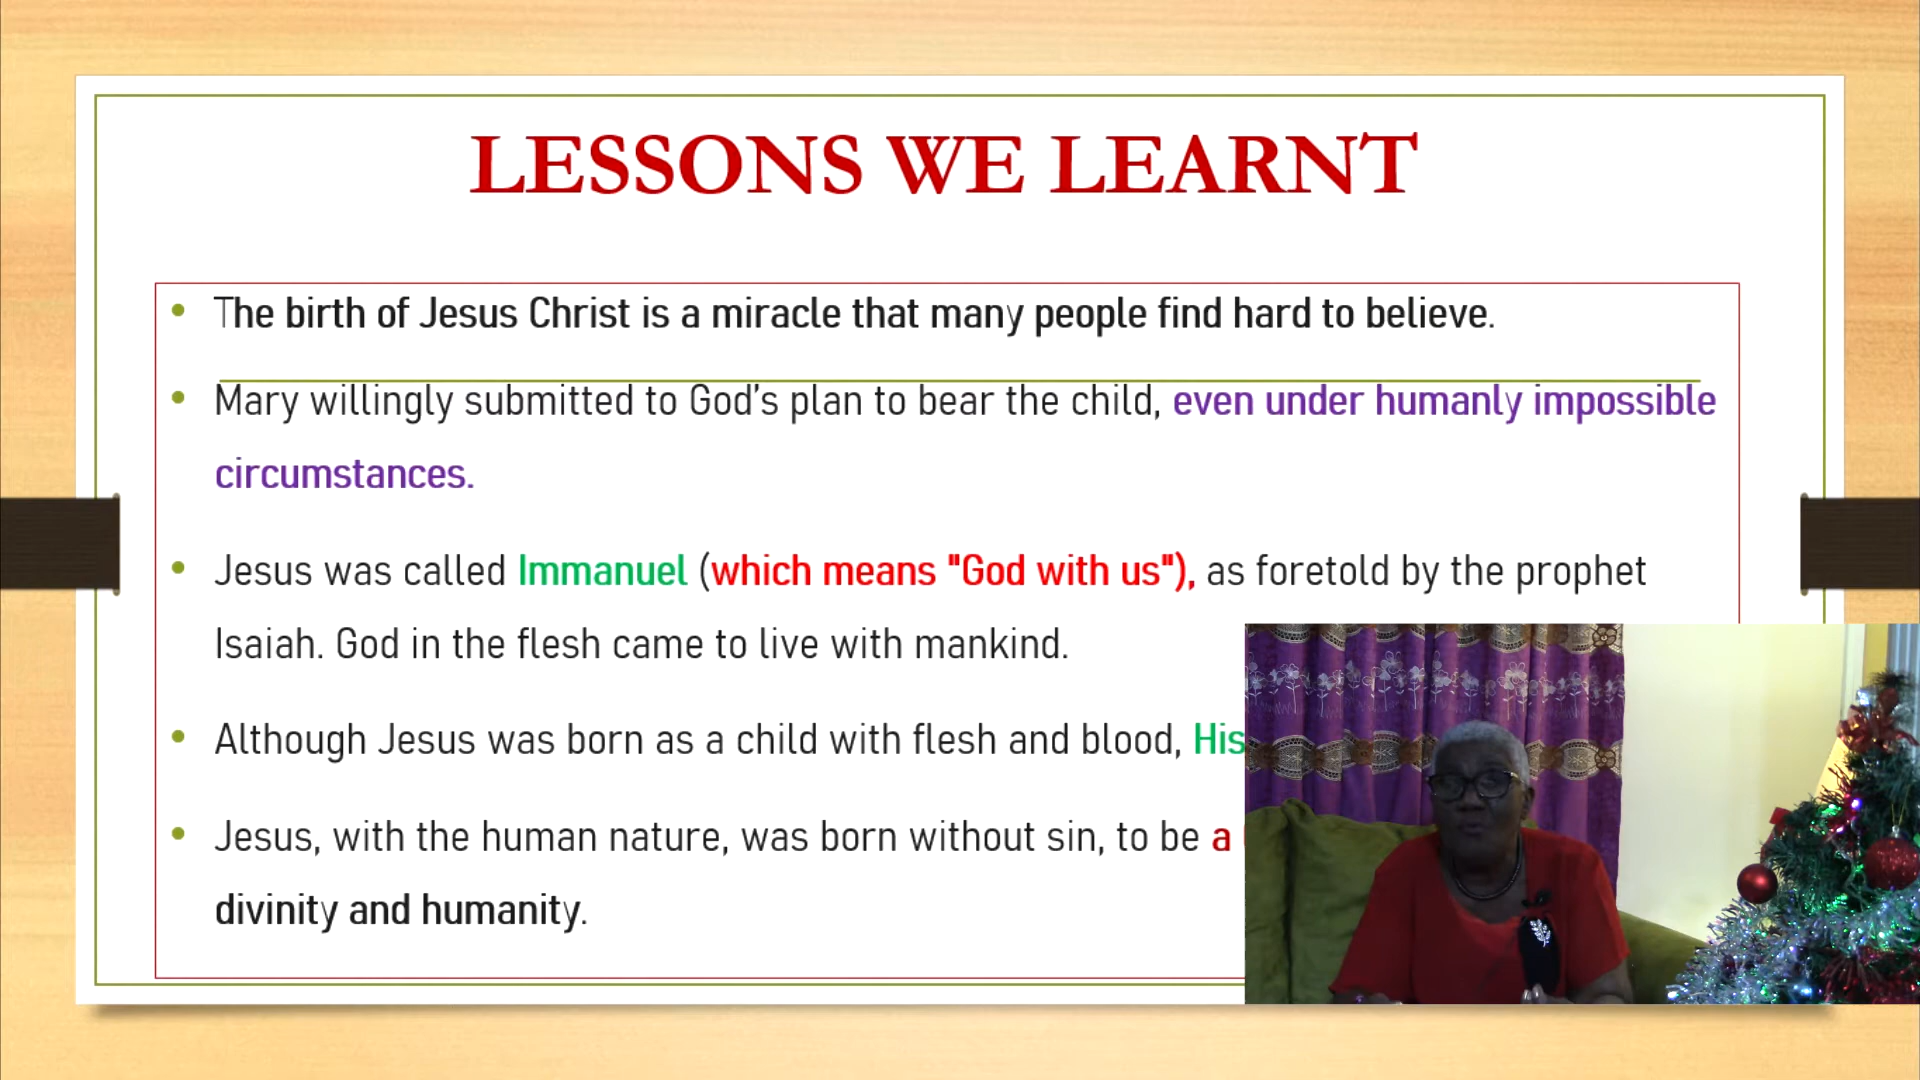 LESSONS WE LEARNT
• The birth of Jesus Christ is a miracle that many people find hard to believe.
• Mary willingly submitted to God’s plan to bear the child, even under humanly impossible
circumstances.
• Jesus was called Immanuel (which means "God with us"), as foretold by the prophet
Isaiah. God in the flesh came to live with mankind.
• Although Jesus was born as a child with flesh and blood, His
• Jesus, with the human nature, was born without sin, to be a
divinity and humanity.